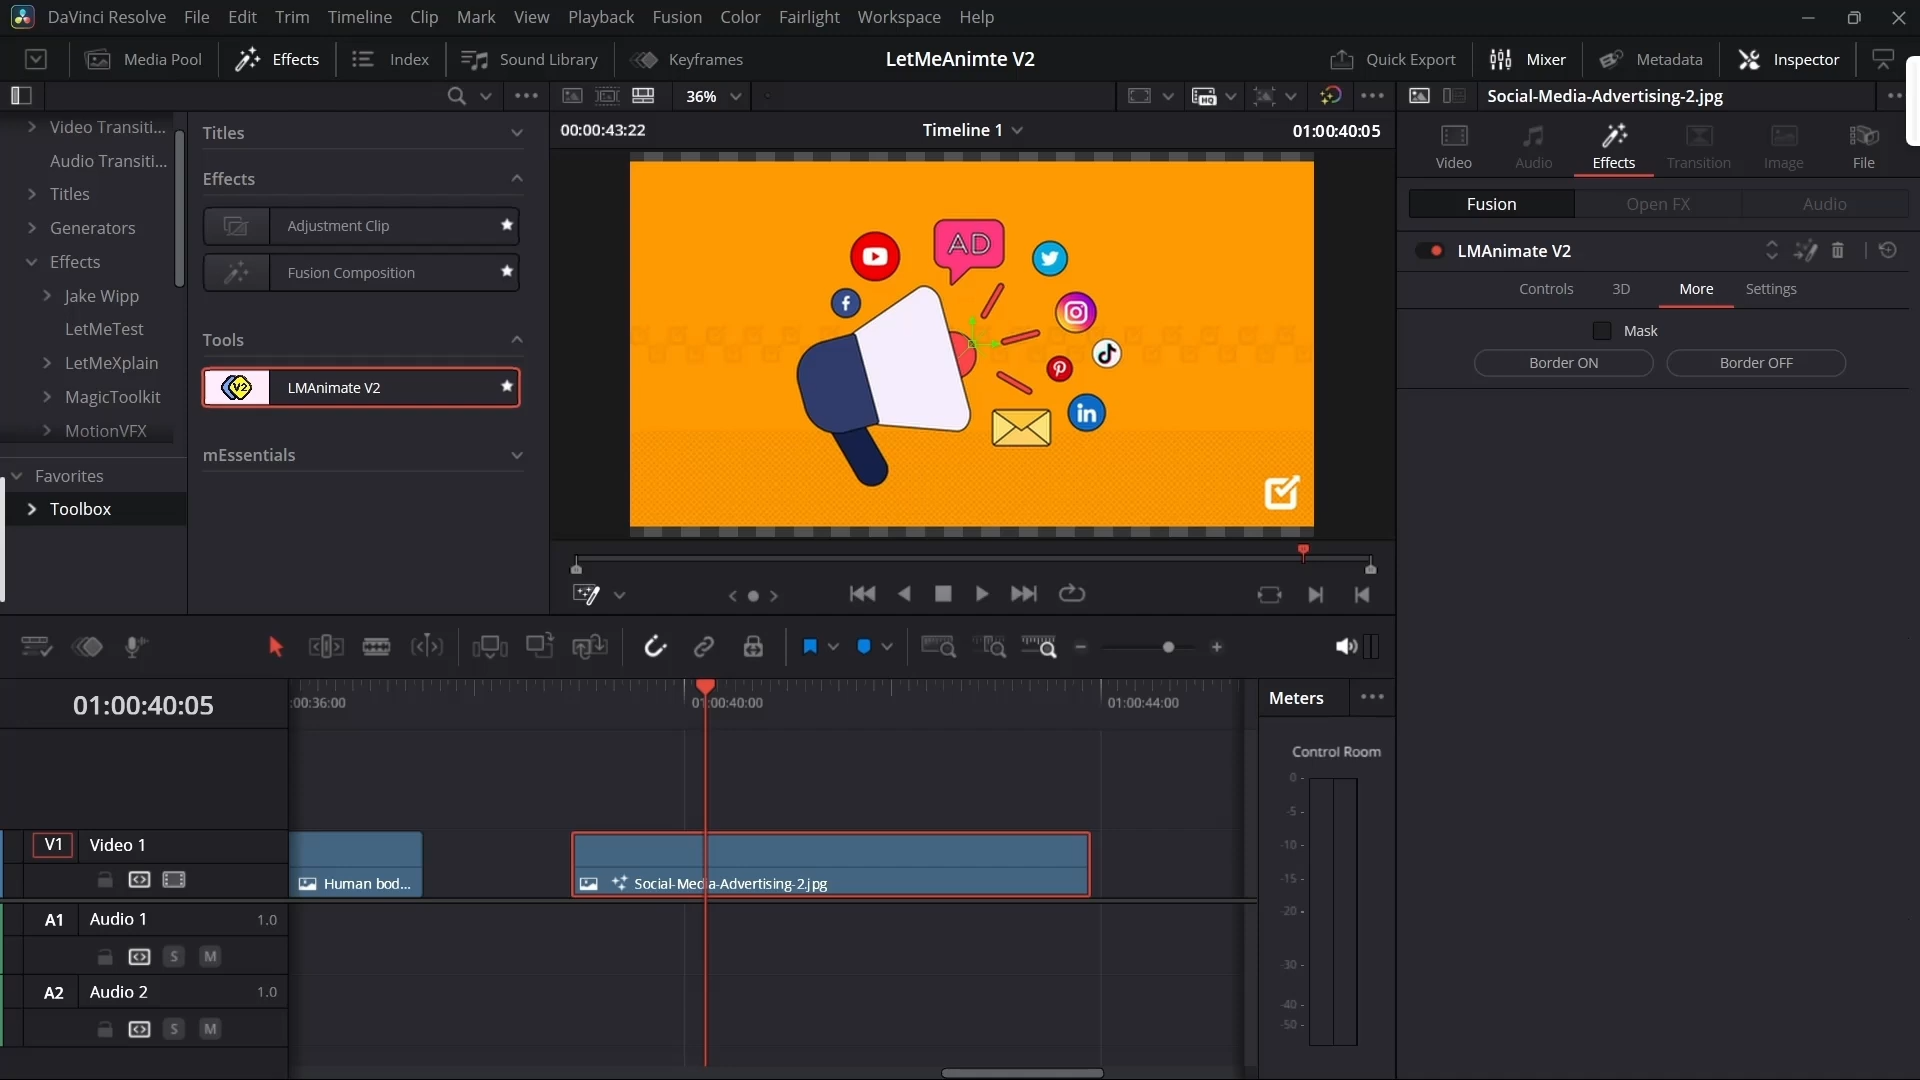 DaVinci Resolve File Edit Trim Timeline Clip Mark View Playback Fusion Color Fairlight Workspace Help
Media Pool Effects Index Sound Library Keyframes LetMeAnimte V2 Quick Export Mixer Metadata Inspector
36% HQ Social-Media-Advertising-2.jpg
00:00:43:22 Timeline 1 01:00:40:05
Video Transiti...
Audio Transiti...
Titles
Generators
Effects
Jake Wipp
LetMeTest
LetMeXplain
MagicToolkit
MotionVFX
Favorites
Toolbox
Titles
Effects
Adjustment Clip
Fusion Composition
Tools
V2 LMAnimate V2
mEssentials
AD
Video Audio Effects Transition Image File
Fusion Open FX Audio
LMAnimate V2
Controls 3D More Settings
Mask
Border ON Border OFF
01:00:40:05
:00:36:00 01:00:40:00 01:00:44:00
V1 Video 1
Human bod...
Social-Media-Advertising-2.jpg
A1 Audio 1 1.0
S M
A2 Audio 2 1.0
S M
Meters
Control Room
0
-5
-10
-15
-20
-30
-40
-50